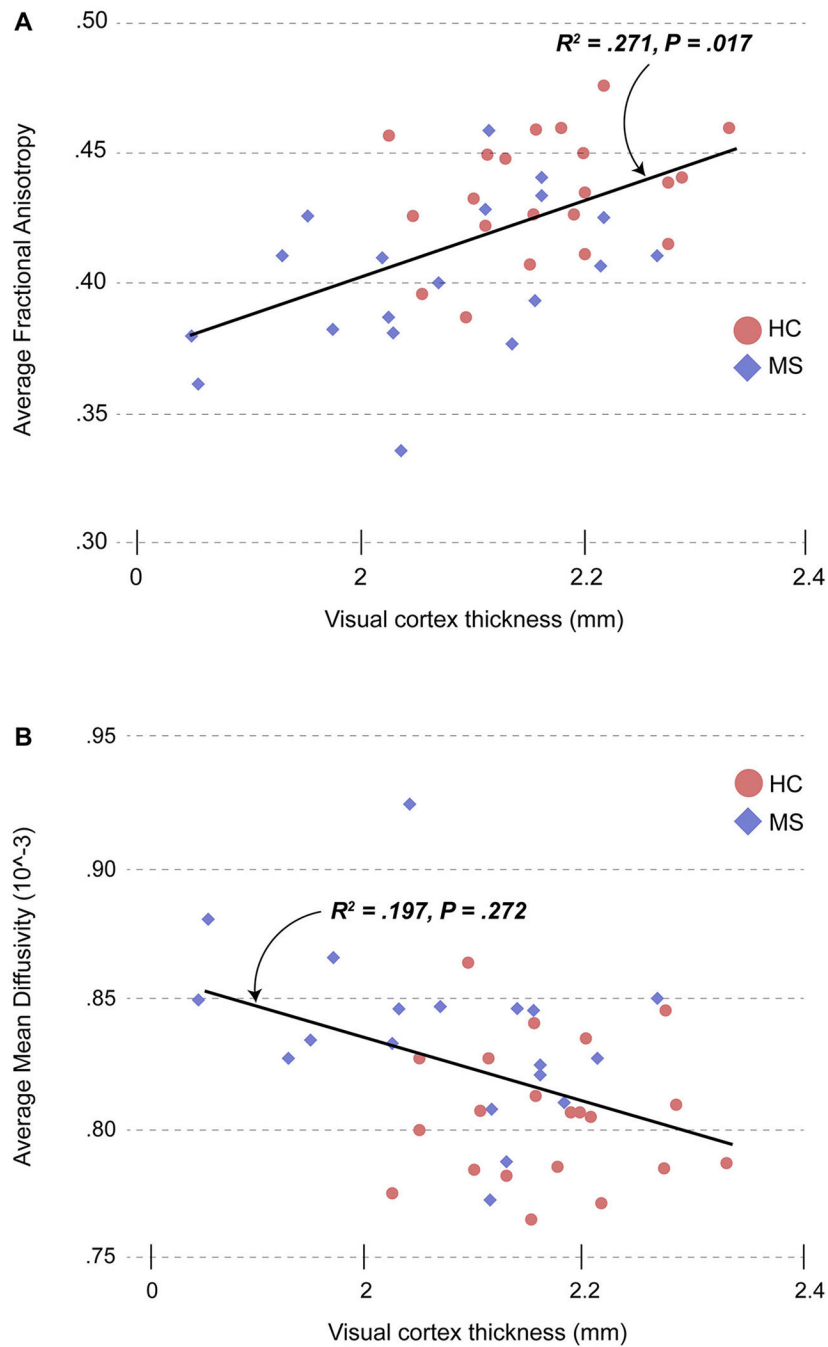 A
.50
R² = .271, P = .017
.45
.40
.35
.30
Average Fractional Anisotropy
HC
MS
0 2 2.2 2.4
Visual cortex thickness (mm)
B
.95
HC
MS
.90
R² = .197, P = .272
.85
.80
.75
Average Mean Diffusivity (10^-3)
0 2 2.2 2.4
Visual cortex thickness (mm)